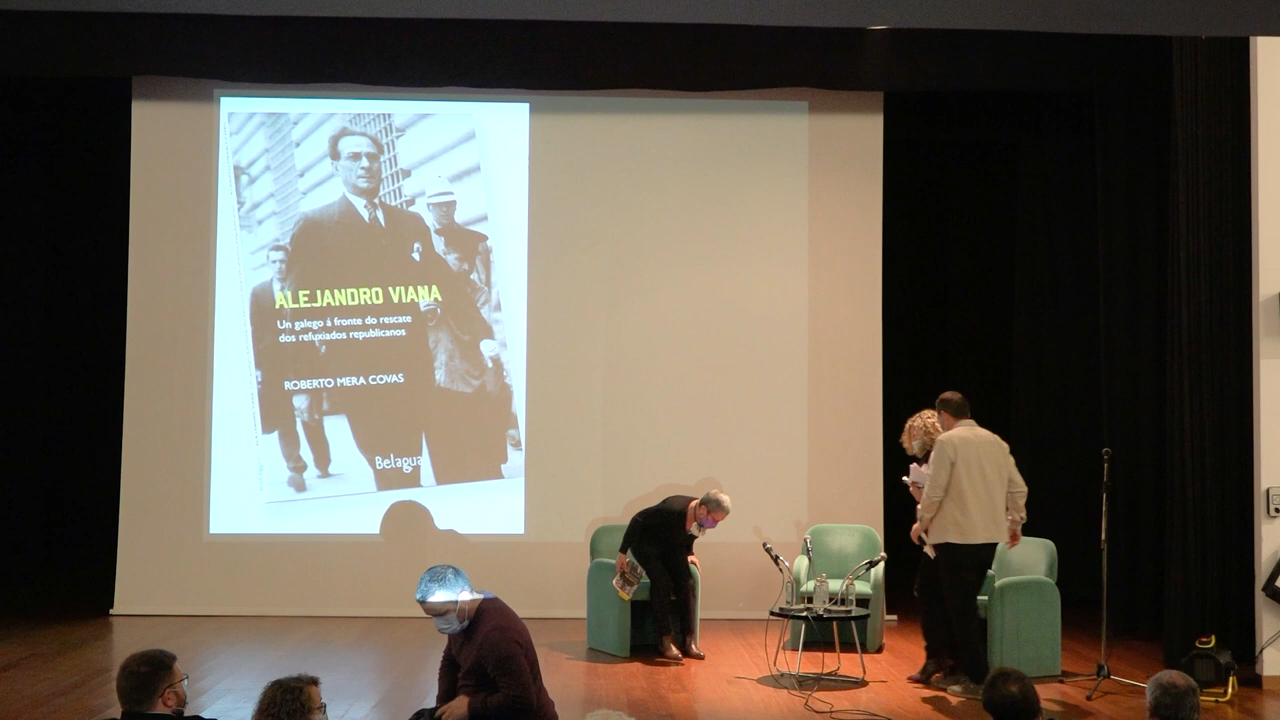 ALEJANDRO VIANA
Un galego á fronte do rescate
dos refuxiados republicanos
ROBERTO MERA COVAS
Belagua